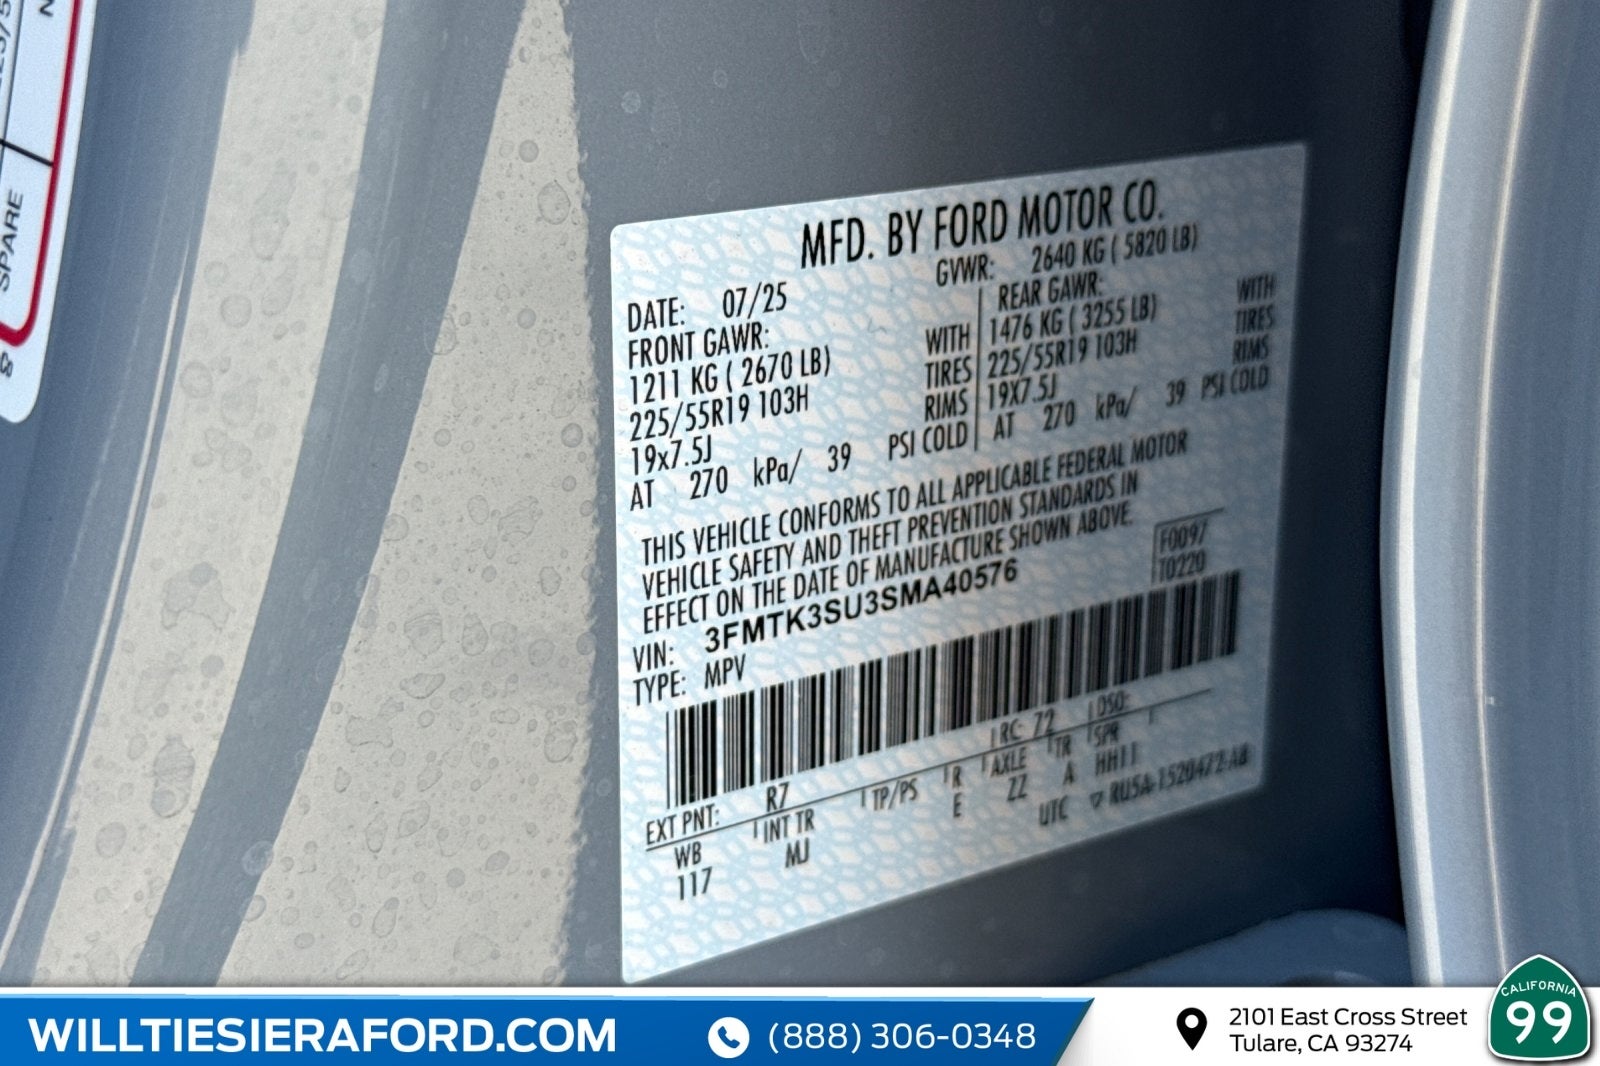 SPARE
MFD. BY FORD MOTOR CO.
DATE: 07/25 GVWR: 2640 KG ( 5820 LB)
FRONT GAWR: REAR GAWR:
1211 KG ( 2670 LB) WITH 1476 KG ( 3255 LB) WITH
225/55R19 103H TIRES 225/55R19 103H TIRES
19x7.5J RIMS 19X7.5J RIMS
AT 270 kPa/ 39 PSI COLD AT 270 kPa/ 39 PSI COLD
THIS VEHICLE CONFORMS TO ALL APPLICABLE FEDERAL MOTOR
VEHICLE SAFETY AND THEFT PREVENTION STANDARDS IN
EFFECT ON THE DATE OF MANUFACTURE SHOWN ABOVE.
VIN: 3FMTK3SU3SMA40576 F0097
TYPE: MPV T0220
EXT PNT: R7 RC: 72 DSO:
WB INT TR TP/PS R AXLE TR SPR
117 MJ E ZZ A HH11
UTC RU5A-1520472-AB
WILLTIESIERAFORD.COM
(888) 306-0348
2101 East Cross Street
Tulare, CA 93274
CALIFORNIA
99